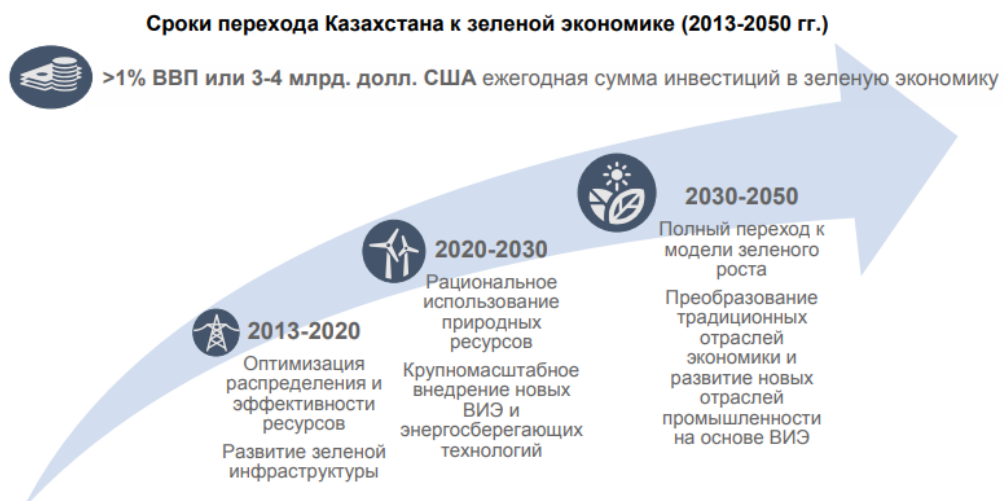 Сроки перехода Казахстана к зеленой экономике (2013-2050 гг.)
>1% ВВП или 3-4 млрд. долл. США ежегодная сумма инвестиций в зеленую экономику
2013-2020
Оптимизация
распределения и
эффективности
ресурсов
Развитие зеленой
инфраструктуры
2020-2030
Рациональное
использование
природных
ресурсов
Крупномасштабное
внедрение новых
ВИЭ и
энергосберегающих
технологий
2030-2050
Полный переход к
модели зеленого
роста
Преобразование
традиционных
отраслей
экономики и
развитие новых
отраслей
промышленности
на основе ВИЭ